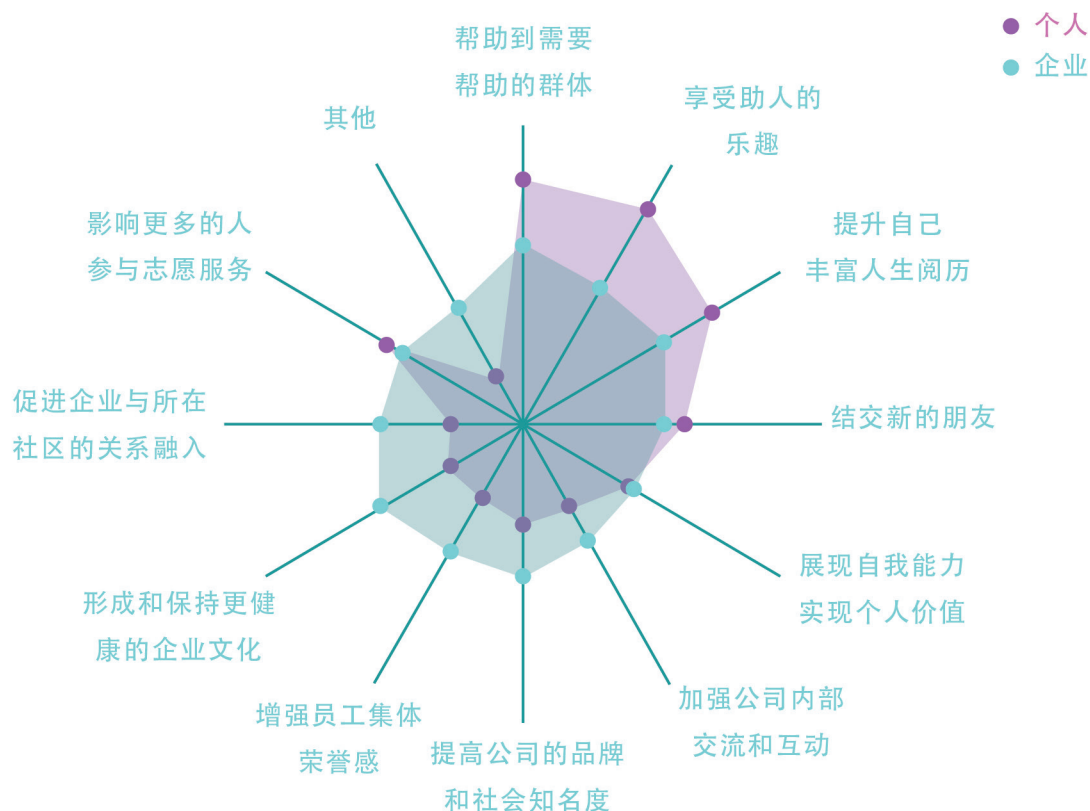 个人
企业
帮助到需要
帮助的群体
享受助人的
乐趣
提升自己
丰富人生阅历
结交新的朋友
展现自我能力
实现个人价值
加强公司内部
交流和互动
提高公司的品牌
和社会知名度
增强员工集体
荣誉感
形成和保持更健
康的企业文化
促进企业与所在
社区的关系融入
影响更多的人
参与志愿服务
其他